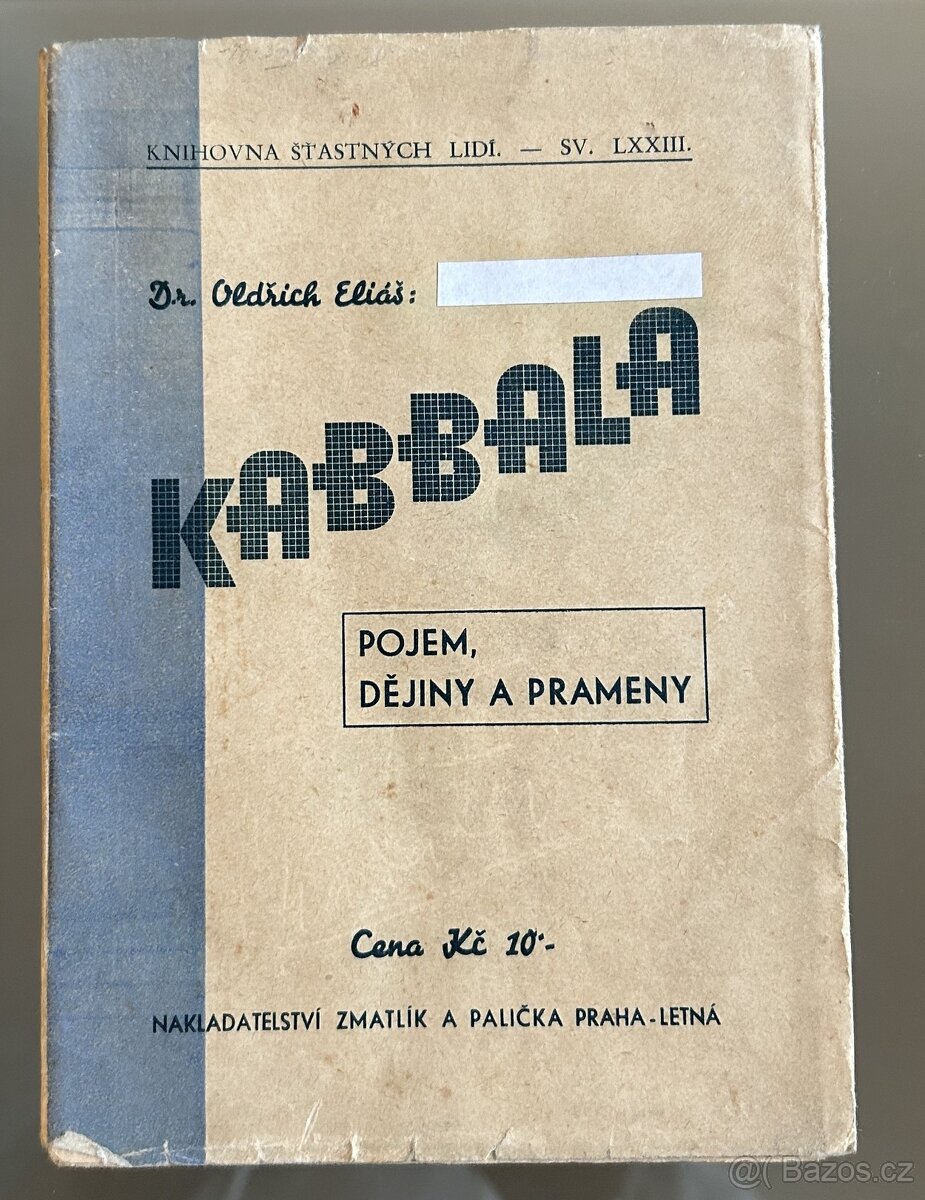 KNIHOVNA ŠŤASTNÝCH LIDÍ. — SV. LXXIII.
Dr. Oldřich Eliáš:
KABBALA
POJEM,
DĚJINY A PRAMENY
Cena Kč 10·-
NAKLADATELSTVÍ ZMATLÍK A PALIČKA PRAHA-LETNÁ
@( Bazos.cz